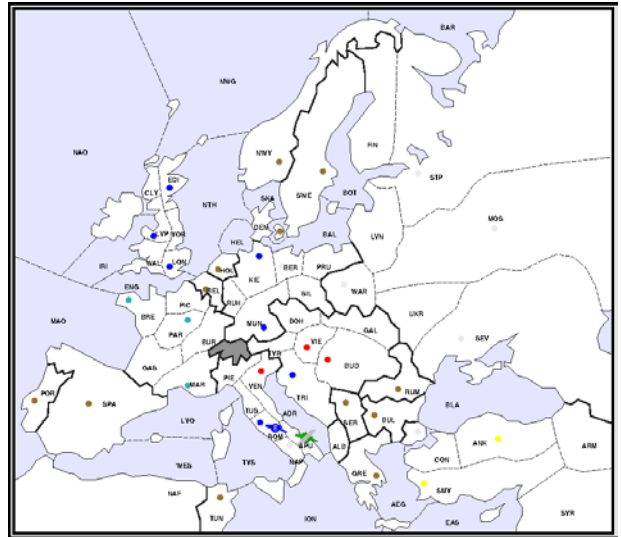 BAR
NWG
NAO
FIN
NWY
STP
SWE
EDI
CLY
SKA
BOT
MOS
NTH
DEN
LVN
LVP YOR
HEL
BAL
IRI
WAL LON
HOL
KIE
BER
PRU
WAR
ENG
BEL
RUH
SIL
UKR
PIC
BRE
MAO
MUN
BOH
GAL
PAR
SEV
BUR
TYR
VIE
BUD
GAS
PIE
VEN
MAR
TRI
RUM
POR
SPA
TUS
ADR
BLA
LYO
SER
BUL
ROM
APU
ALB
ANK
CON
ARM
WES
TYS
NAP
GRE
SMY
NAF
TUN
ION
AEG
EAS
SYR